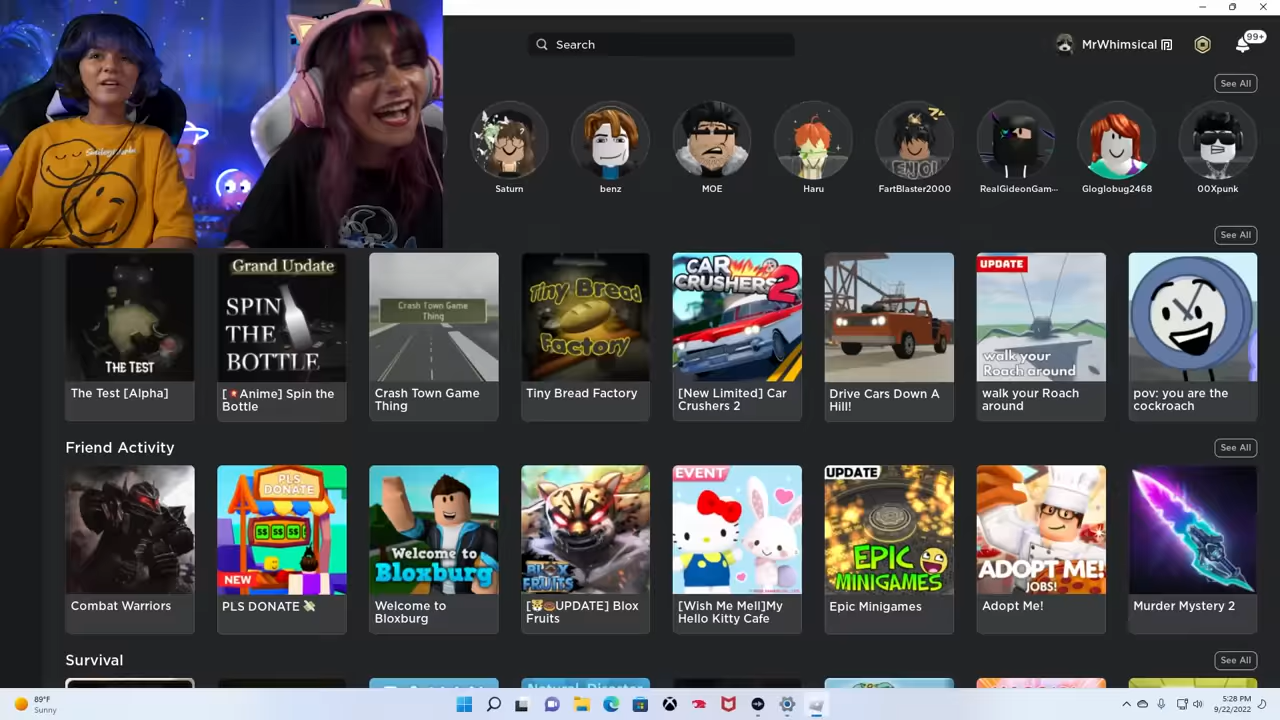 Search
MrWhimsical
99+
See All
Saturn
benz
MOE
Haru
FartBlaster2000
RealGideonGam...
Gloglobug2468
00Xpunk
See All
THE TEST
The Test [Alpha]
Grand Update
SPIN
THE
BOTTLE
[💥Anime] Spin the
Bottle
Crash Town Game
Thing
Crash Town Game
Thing
Tiny Bread
Factory
Tiny Bread Factory
CAR
CRUSHERS 2
[New Limited] Car
Crushers 2
Drive Cars Down A
Hill!
UPDATE
walk your
Roach around
walk your Roach
around
pov: you are the
cockroach
Friend Activity
See All
Combat Warriors
PLS
DONATE
NEW
PLS DONATE 💸
Welcome to
Bloxburg
Welcome to
Bloxburg
BLOX
FRUITS
[🐯🍩UPDATE] Blox
Fruits
EVENT
[Wish Me Mell]My
Hello Kitty Cafe
UPDATE
EPIC
MINIGAMES
Epic Minigames
ADOPT ME!
JOBS!
Adopt Me!
Murder Mystery 2
Survival
See All
89°F
Sunny
5:28 PM
9/22/2022